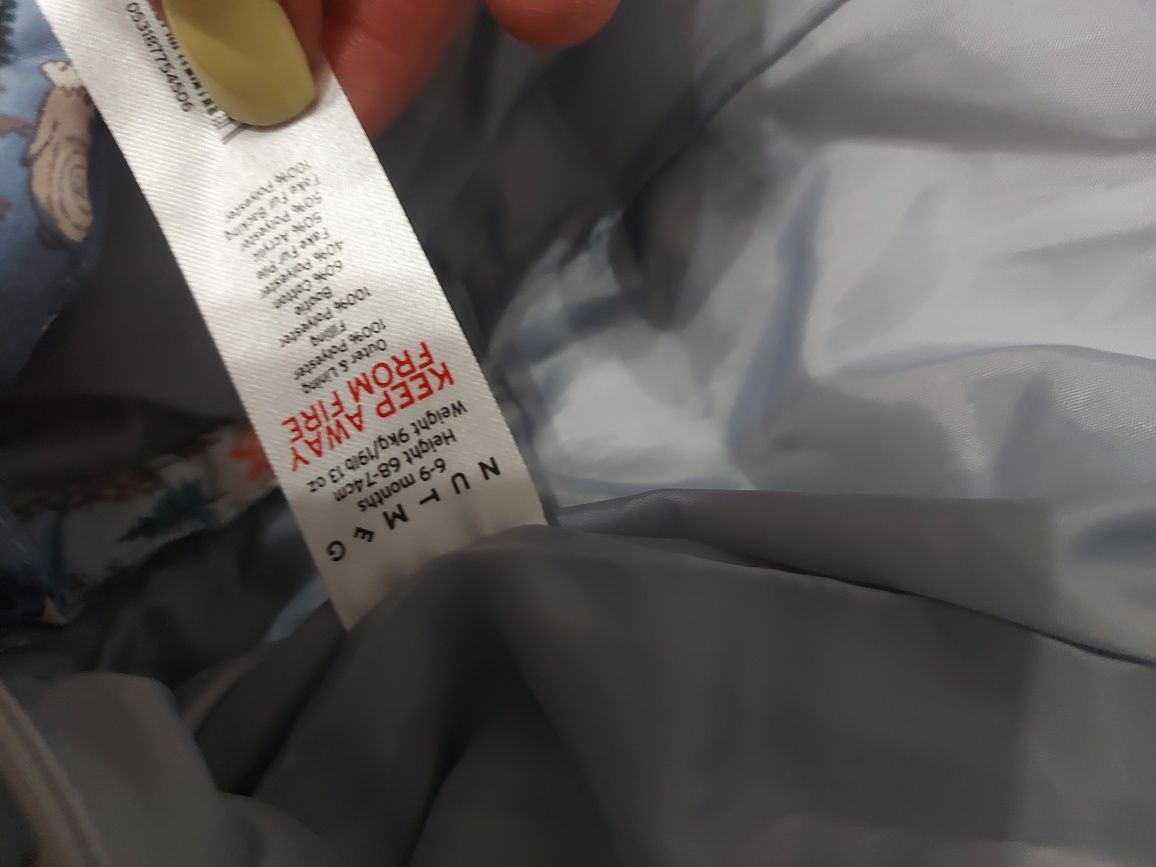 NUTMEG
6-9 months
Height 68-74cm
Weight 9kg/19lb 13 oz
KEEP AWAY
FROM FIRE
Outer & Lining
100% Polyester
Filling
100% Polyester
Bootie
60% Cotton
40% Polyester
Fake Fur Pile
50% Acrylic
50% Polyester
Fake Fur Backing
100% Polyester